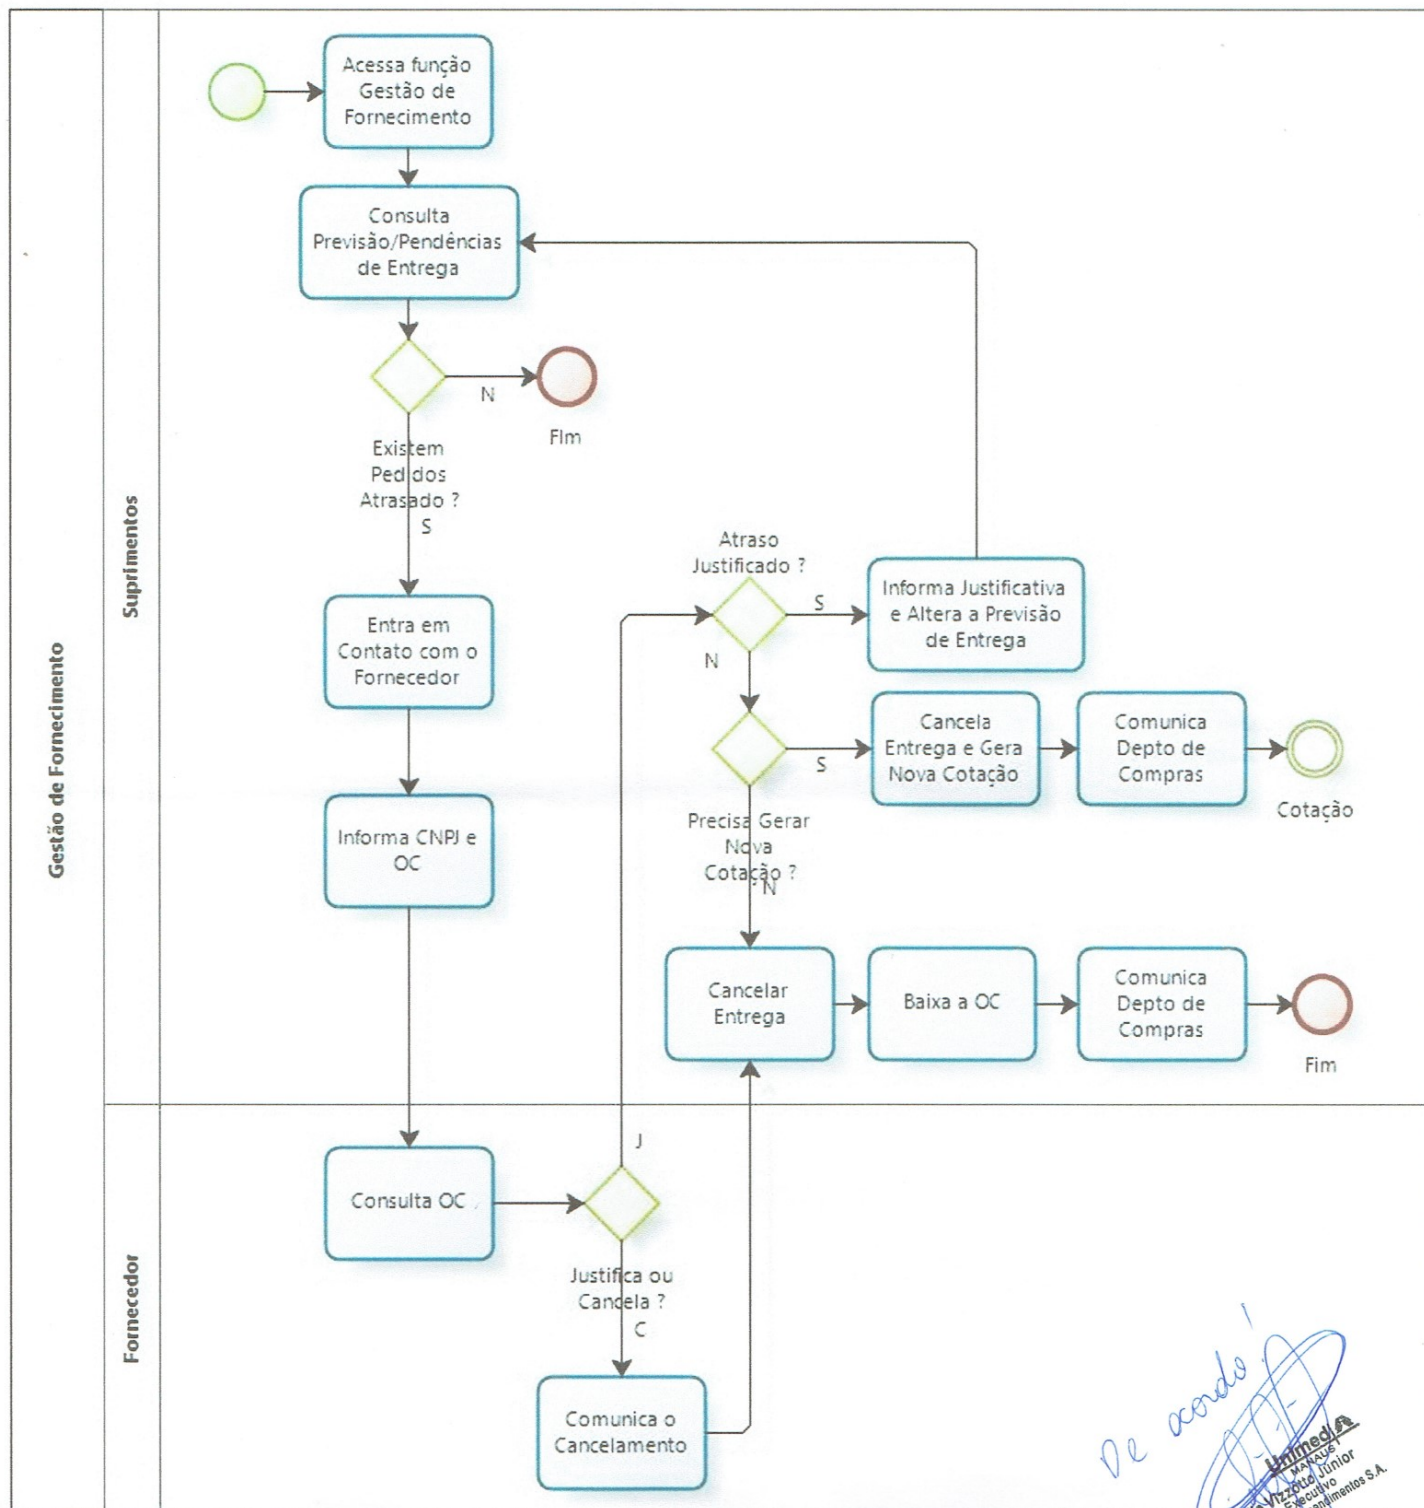 Gestão de Fornecimento
Suprimentos
Acessa função
Gestão de
Fornecimento
Consulta
Previsão/Pendências
de Entrega
N
FIm
Existem
Pedidos
Atrasado ?
S
Entra em
Contato com o
Fornecedor
Informa CNPJ e
OC
Atraso
Justificado ?
S
Informa Justificativa
e Altera a Previsão
de Entrega
N
S
Cancela
Entrega e Gera
Nova Cotação
Comunica
Depto de
Compras
Cotação
Precisa Gerar
Nova
Cotação ?
N
Cancelar
Entrega
Baixa a OC
Comunica
Depto de
Compras
Fim
Fornecedor
Consulta OC
J
Justifica ou
Cancela ?
C
Comunica o
Cancelamento
De acordo!
Unimed
MANAUS
Vizzotto Júnior
Executivo
S.A.